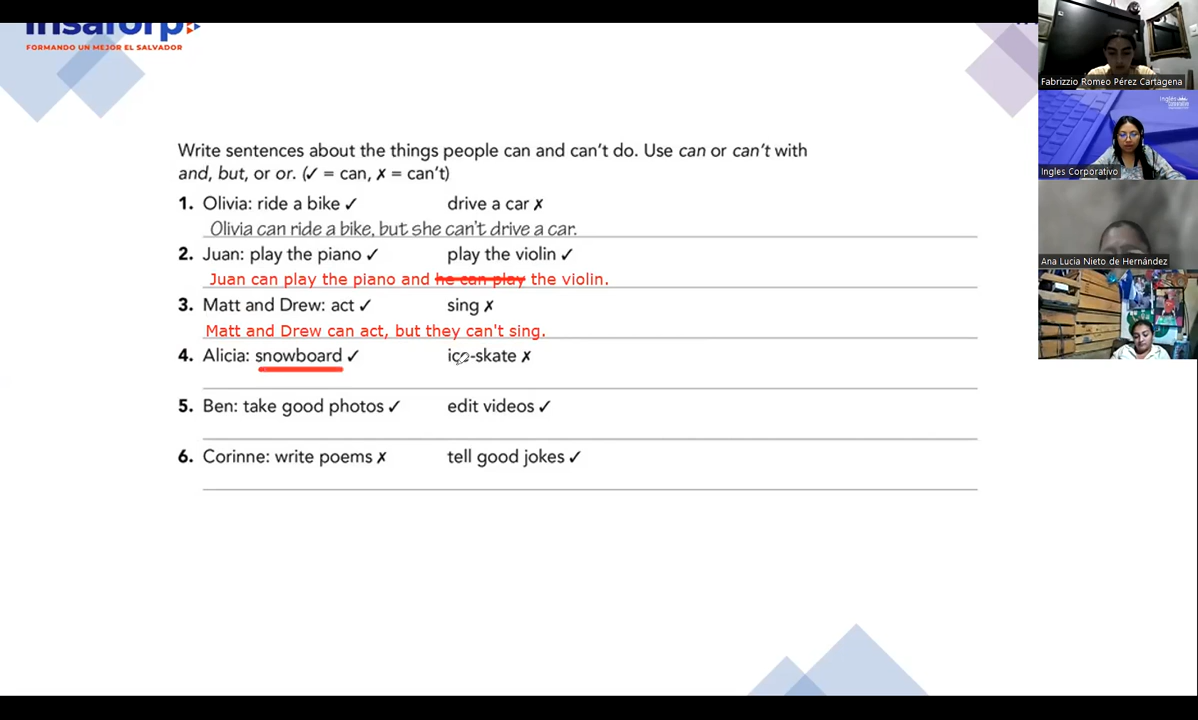 insaforp
FORMANDO UN MEJOR EL SALVADOR
Write sentences about the things people can and can't do. Use can or can't with
and, but, or or. (✓ = can, ✗ = can't)
1. Olivia: ride a bike ✓ drive a car ✗
Olivia can ride a bike, but she can't drive a car.
2. Juan: play the piano ✓ play the violin ✓
Juan can play the piano and he can play the violin.
3. Matt and Drew: act ✓ sing ✗
Matt and Drew can act, but they can't sing.
4. Alicia: snowboard ✓ ice-skate ✗
5. Ben: take good photos ✓ edit videos ✓
6. Corinne: write poems ✗ tell good jokes ✓
Fabrizzio Romeo Pérez Cartagena
Ingles Corporativo
Ana Lucia Nieto de Hernández